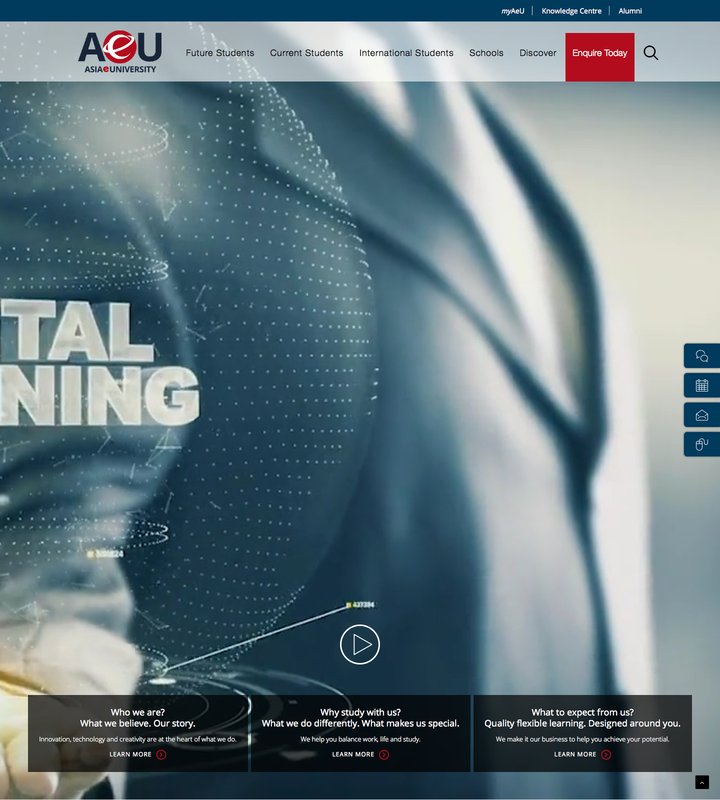 myAeU
Knowledge Centre
Alumni
AeU
ASIAeUNIVERSITY
Future Students
Current Students
International Students
Schools
Discover
Enquire Today
TAL
NING
437394
Who we are?
What we believe. Our story.
Innovation, technology and creativity are at the heart of what we do.
LEARN MORE
Why study with us?
What we do differently. What makes us special.
We help you balance work, life and study.
LEARN MORE
What to expect from us?
Quality flexible learning. Designed around you.
We make it our business to help you achieve your potential.
LEARN MORE